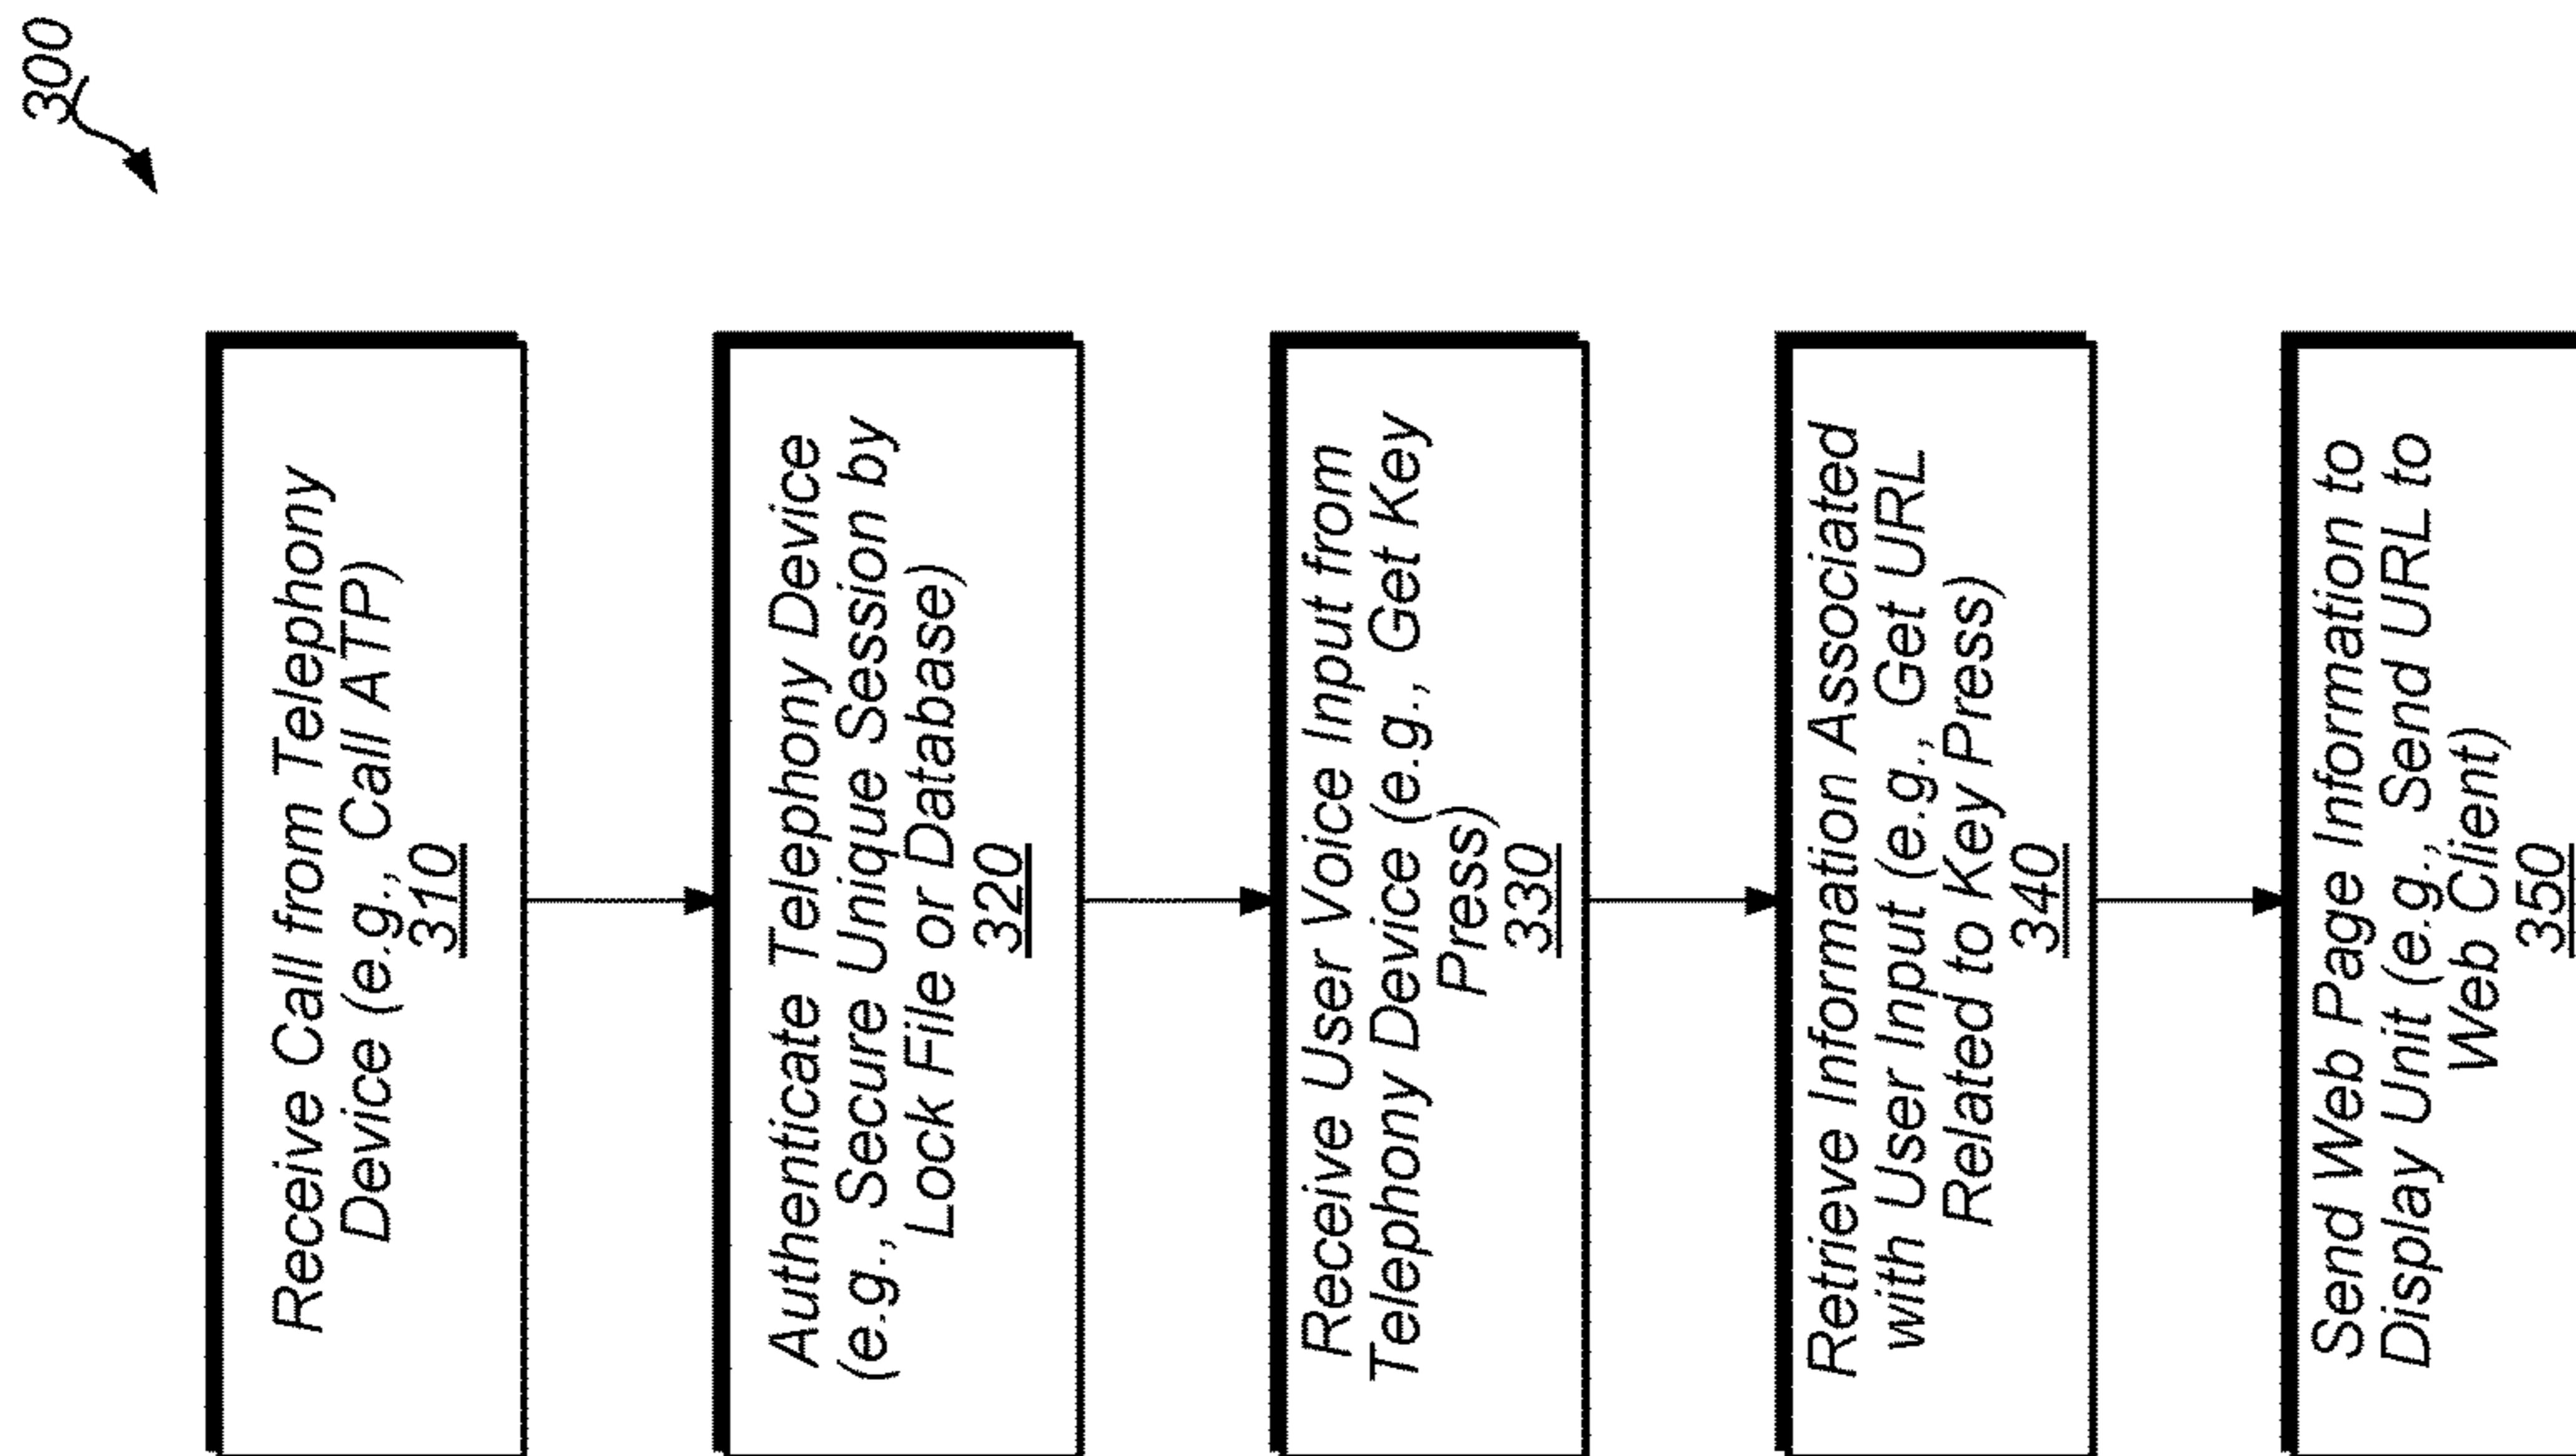 300
Receive Call from Telephony
Device (e.g., Call ATP)
310
Authenticate Telephony Device
(e.g., Secure Unique Session by
Lock File or Database)
320
Receive User Voice Input from
Telephony Device (e.g., Get Key
Press)
330
Retrieve Information Associated
with User Input (e.g., Get URL
Related to Key Press)
340
Send Web Page Information to
Display Unit (e.g., Send URL to
Web Client)
350